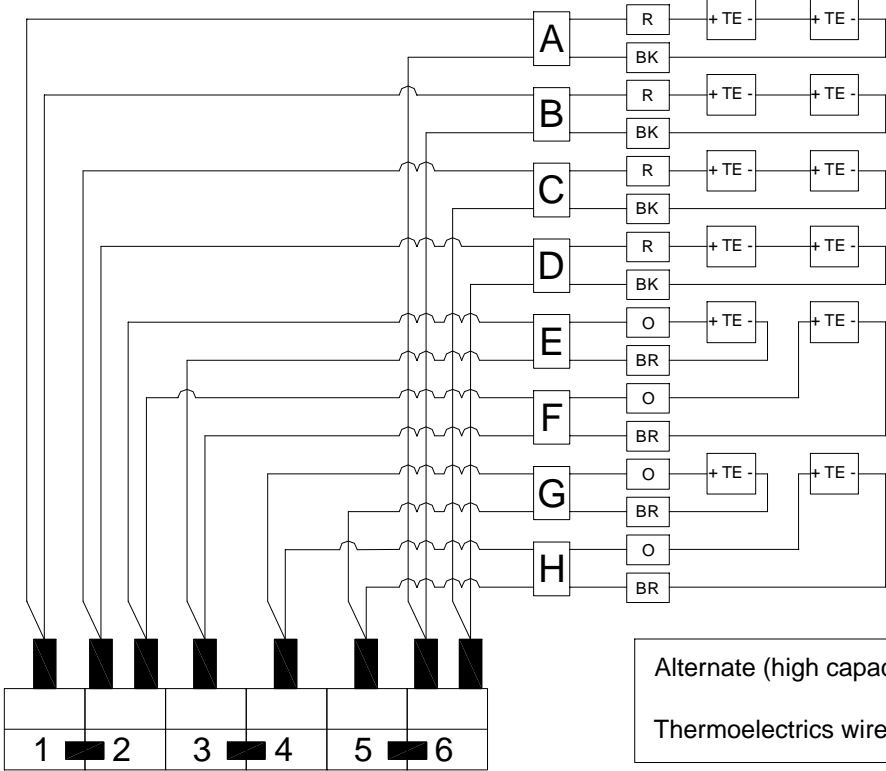 A R + TE - + TE -
BK
B R + TE - + TE -
BK
C R + TE - + TE -
BK
D R + TE - + TE -
BK
E O + TE - + TE -
BR
F O
BR
G O + TE - + TE -
BR
H O
BR
Alternate (high
Thermoelectrics
1 2 3 4 5 6